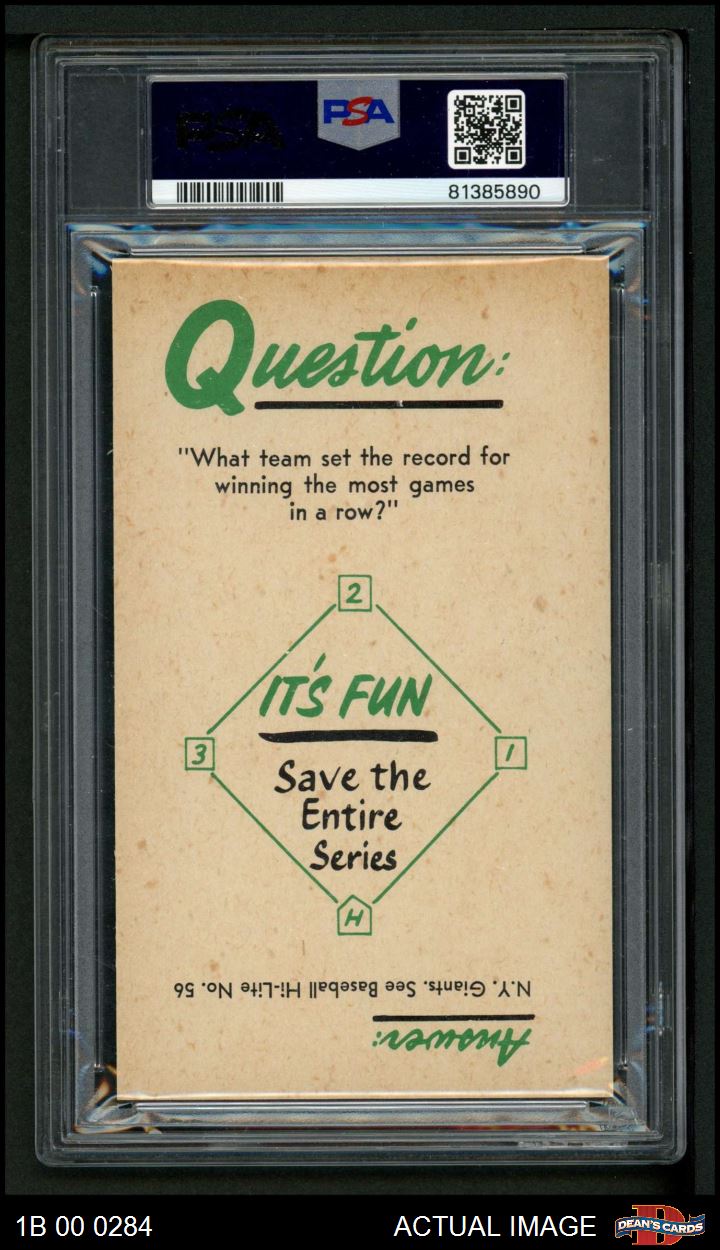 PSA
PSA
81385890
Question:
"What team set the record for
winning the most games
in a row?"
2
IT'S FUN
3
1
Save the
Entire
Series
H
N.Y. Giants. See Baseball Hi-Lite No. 56
Answer:
1B 00 0284
ACTUAL IMAGE
D
DEAN'S CARDS